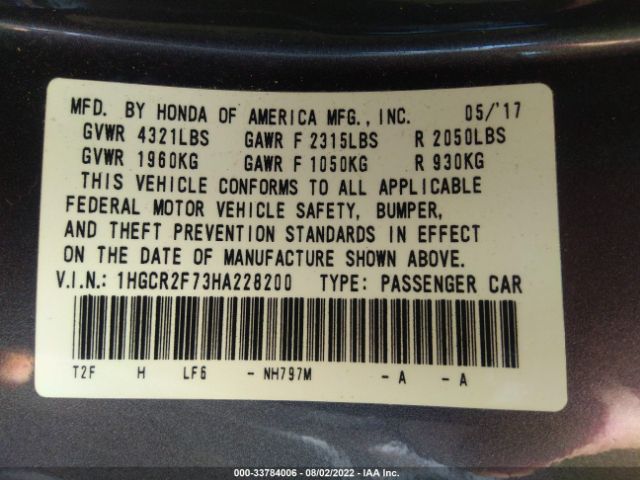 MFD. BY HONDA OF AMERICA MFG., INC. 05/'17
GVWR 4321LBS GAWR F 2315LBS R 2050LBS
GVWR 1960KG GAWR F 1050KG R 930KG
THIS VEHICLE CONFORMS TO ALL APPLICABLE
FEDERAL MOTOR VEHICLE SAFETY, BUMPER,
AND THEFT PREVENTION STANDARDS IN EFFECT
ON THE DATE OF MANUFACTURE SHOWN ABOVE.
V.I.N.: 1HGCR2F73HA228200 TYPE: PASSENGER CAR
T2F H LF6 - NH797M - A - A
000-33784006 - 08/02/2022 - IAA Inc.